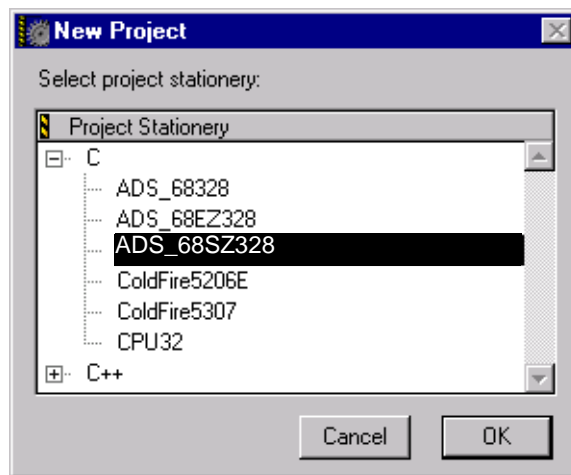 New Project
Select project stationery:
Project Stationery
C
ADS_68328
ADS_68EZ328
ADS_68SZ328
ColdFire5206E
ColdFire5307
CPU32
C++
Cancel OK